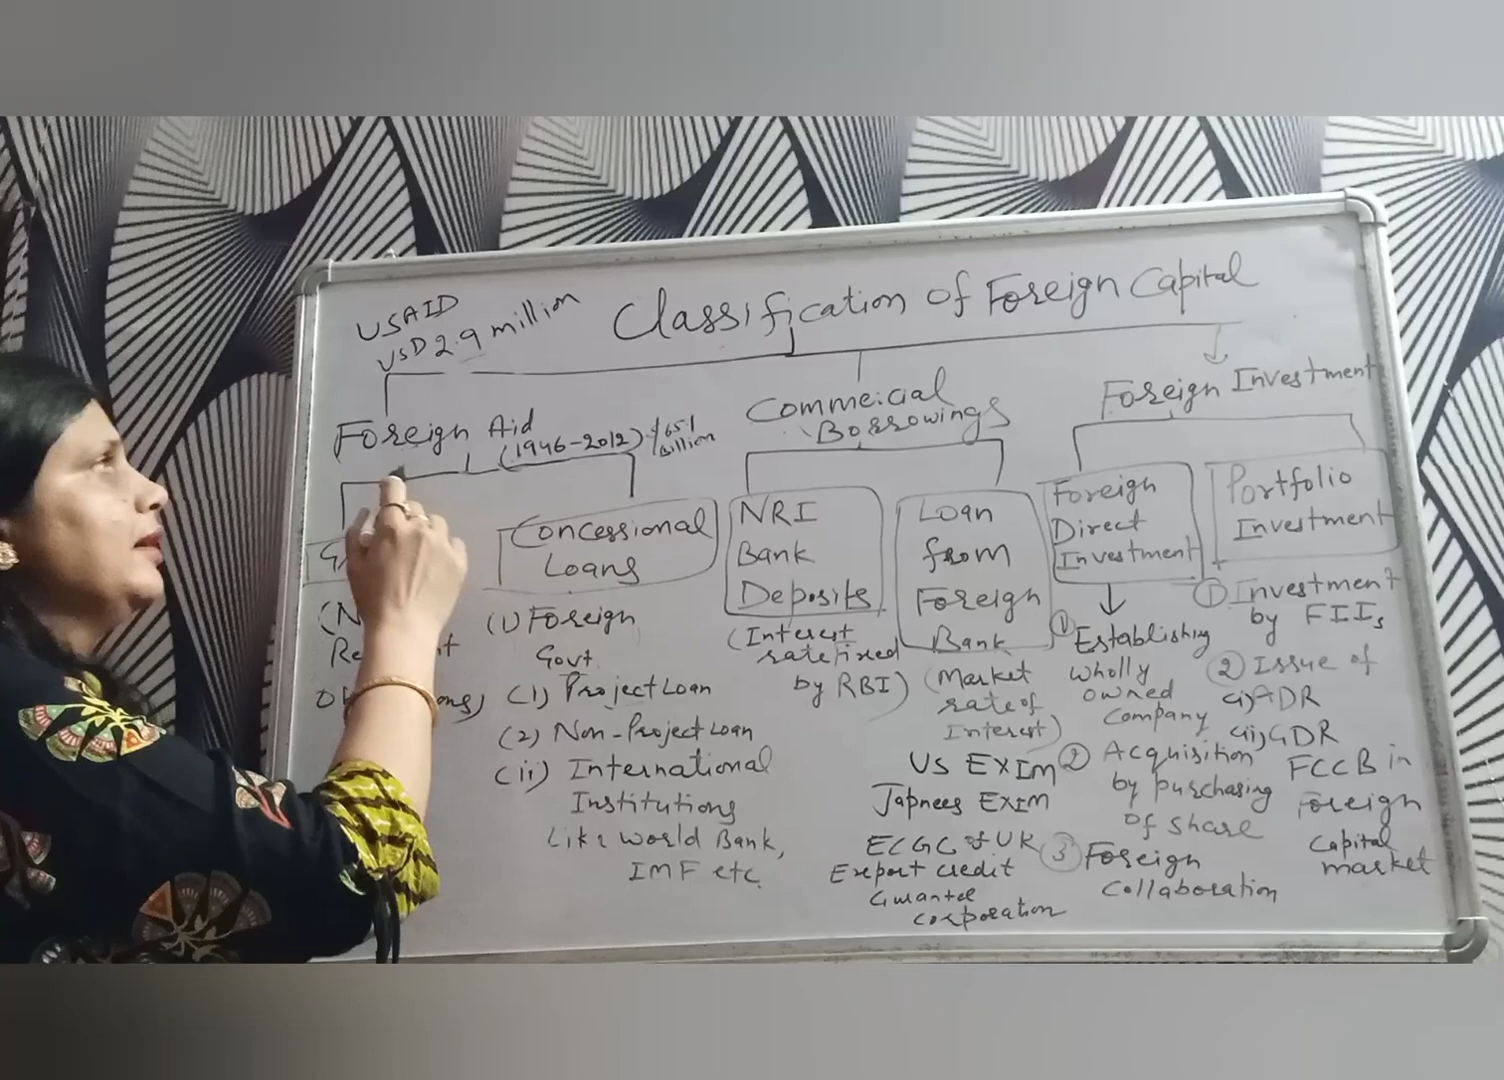 USAID
USD 2.9 million
Classification of Foreign Capital
Foreign Aid
(1946-2012)
Billion
Concessional
Loans
(1) Foreign
Govt.
(1) Project Loan
(2) Non-Project Loan
(ii) International
Institutions
Like World Bank,
IMF etc.
Commercial
Borrowings
NRI
Bank
Deposits
(Interest
rate fixed
by RBI)
Loan
from
Foreign
Bank
(Market
rate of
Interest)
US EXIM
Japnees EXIM
ECGC of UK
Export credit
Corporation
Foreign Investment
Foreign
Direct
Investment
① Establishing
Wholly
owned
Company
② Acquisition
by purchasing
of share
③ Foreign
Collaboration
Portfolio
Investment
① Investment
by FIIs
② Issue of
(i) ADR
(ii) GDR
FCCB in
Foreign
Capital
market